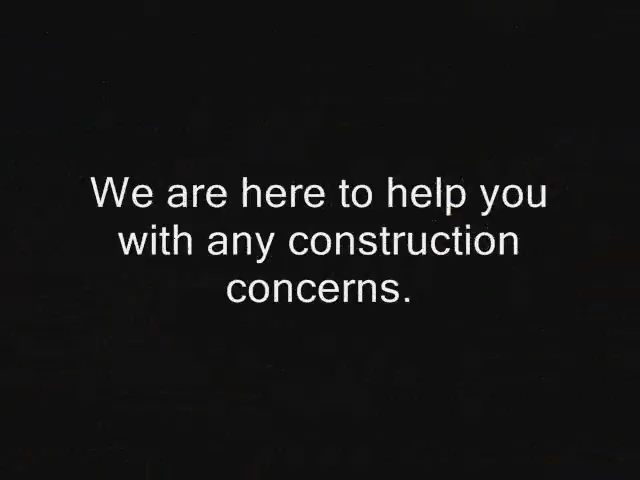 We are here to help you
with any construction
concerns.